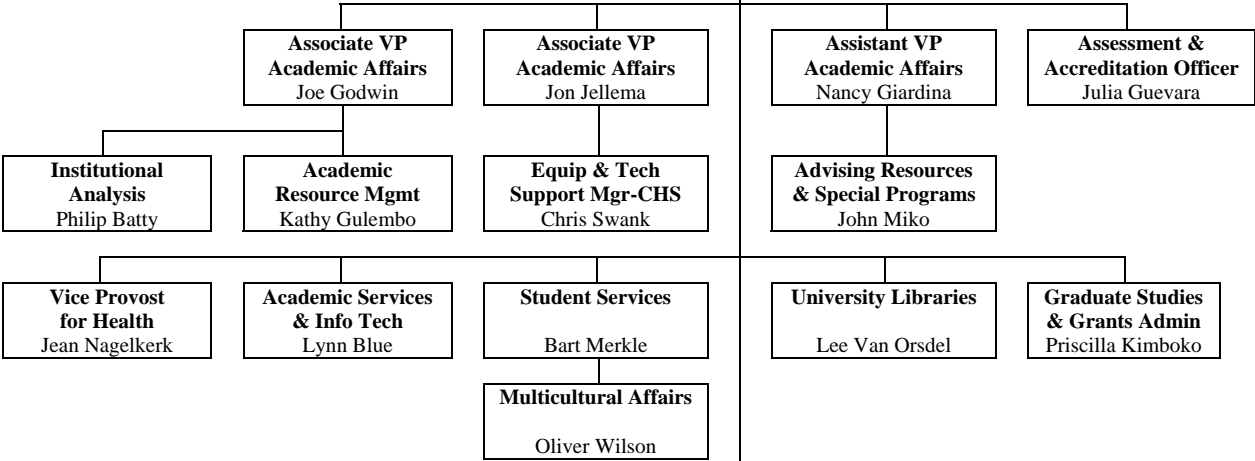 Associate VP
Academic Affairs
Joe Godwin
Associate VP
Academic Affairs
Jon Jellema
Assistant VP
Academic Affairs
Nancy Giardina
Assessment &
Accreditation Officer
Julia Guevara
Institutional
Analysis
Philip Batty
Academic
Resource Mgmt
Kathy Gulembo
Equip & Tech
Support Mgr-CHS
Chris Swank
Advising Resources
& Special Programs
John Miko
Vice Provost
for Health
Jean Nagelkerk
Academic Services
& Info Tech
Lynn Blue
Student Services
Bart Merkle
University Libraries
Lee Van Orsdel
Graduate Studies
& Grants Admin
Priscilla Kimboko
Multicultural Affairs
Oliver Wilson